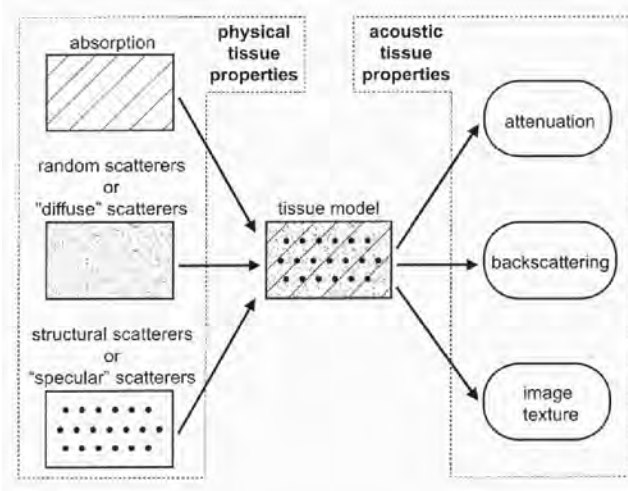 absorption
physical
tissue
properties
acoustic
tissue
properties
attenuation
random scatterers
or
"diffuse" scatterers
tissue model
backscattering
structural scatterers
or
"specular" scatterers
image
texture